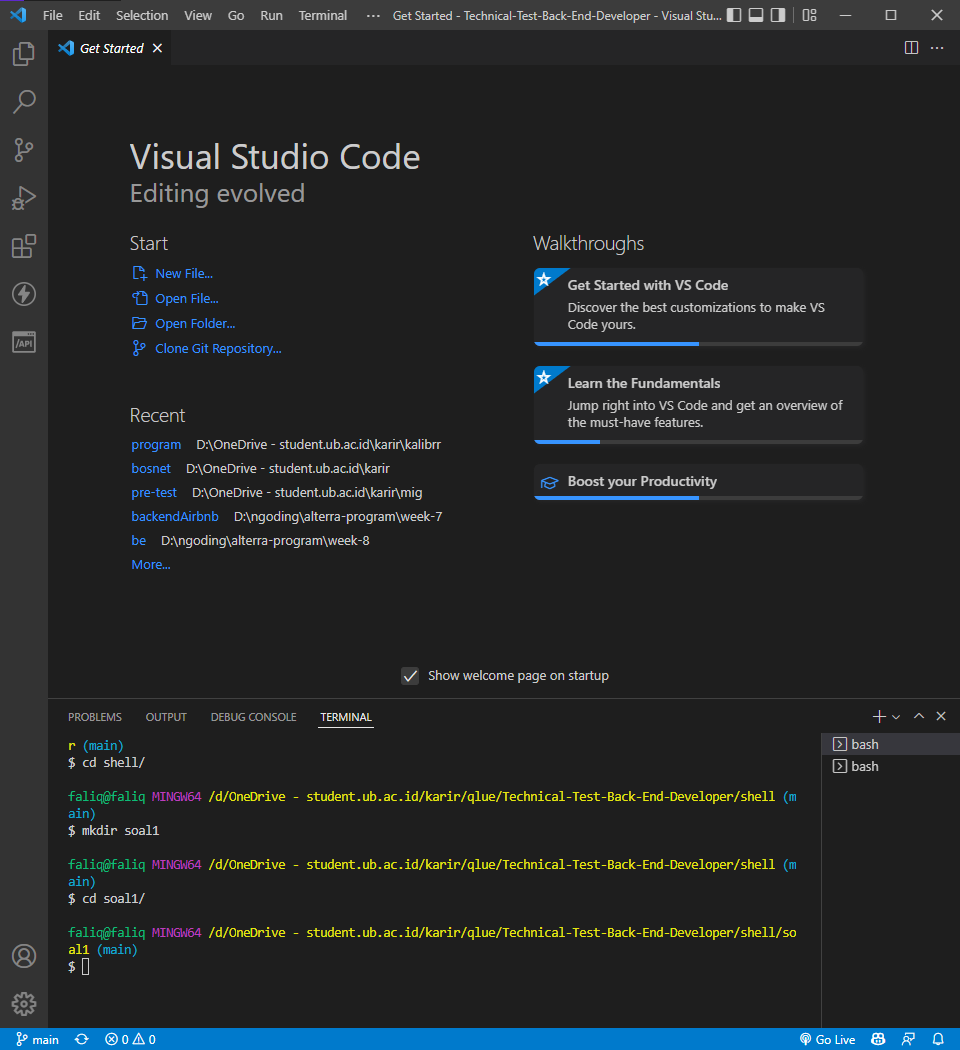 File Edit Selection View Go Run Terminal ··· Get Started - Technical-Test-Back-End-Developer - Visual Stu...
Get Started
Visual Studio Code
Editing evolved
Start
New File...
Open File...
Open Folder...
Clone Git Repository...
Recent
program D:\OneDrive - student.ub.ac.id\karir\kalibrr
bosnet D:\OneDrive - student.ub.ac.id\karir
pre-test D:\OneDrive - student.ub.ac.id\karir\mig
backendAirbnb D:\ngoding\alterra-program\week-7
be D:\ngoding\alterra-program\week-8
More...
Walkthroughs
Get Started with VS Code
Discover the best customizations to make VS
Code yours.
Learn the Fundamentals
Jump right into VS Code and get an overview of
the must-have features.
Boost your Productivity
Show welcome page on startup
PROBLEMS OUTPUT DEBUG CONSOLE TERMINAL
r (main)
$ cd shell/
faliq@faliq MINGW64 /d/OneDrive - student.ub.ac.id/karir/qlue/Technical-Test-Back-End-Developer/shell (m
ain)
$ mkdir soal1
faliq@faliq MINGW64 /d/OneDrive - student.ub.ac.id/karir/qlue/Technical-Test-Back-End-Developer/shell (m
ain)
$ cd soal1/
faliq@faliq MINGW64 /d/OneDrive - student.ub.ac.id/karir/qlue/Technical-Test-Back-End-Developer/shell/so
al1 (main)
$
bash
bash
/API
main 0 0 Go Live